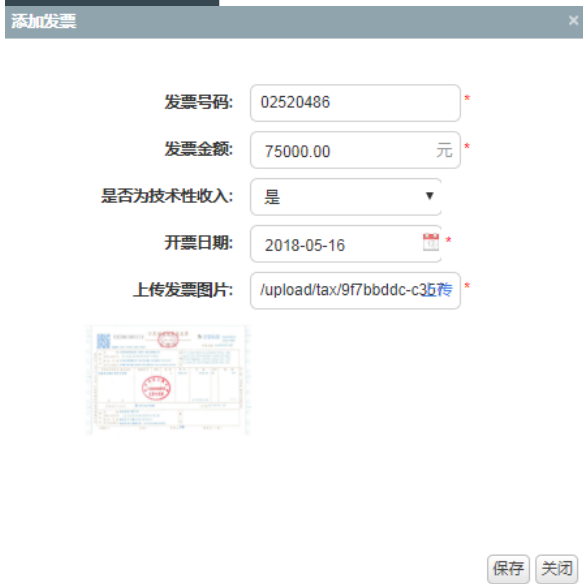 添加发票 ×
发票号码: 02520486 *
发票金额: 75000.00 元 *
是否为技术性收入: 是
开票日期: 2018-05-16 *
上传发票图片: /upload/tax/9f7bbddc-c357 上传 *
保存 关闭